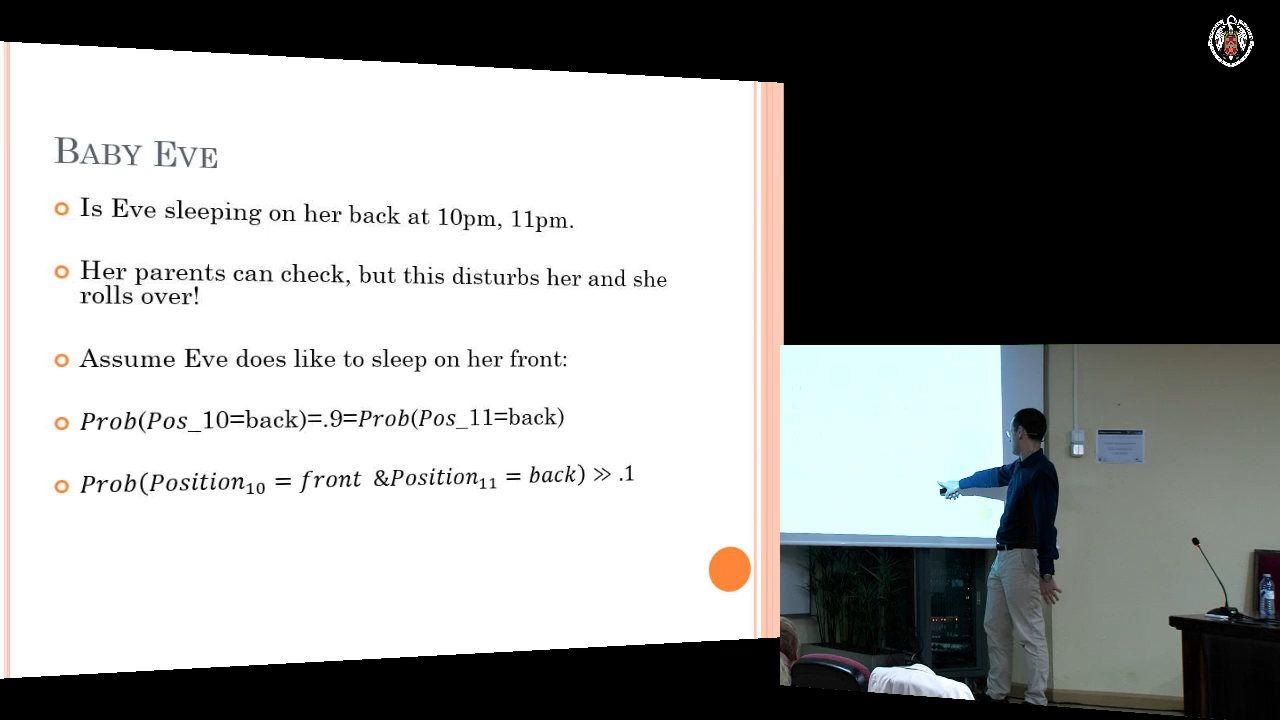 BABY EVE
Is Eve sleeping on her back at 10pm, 11pm.
Her parents can check, but this disturbs her and she
rolls over!
Assume Eve does like to sleep on her front:
Prob(Pos_10=back)=.9=Prob(Pos_11=back)
Prob(Position₁₀ = front &Position₁₁ = back) ≫ .1